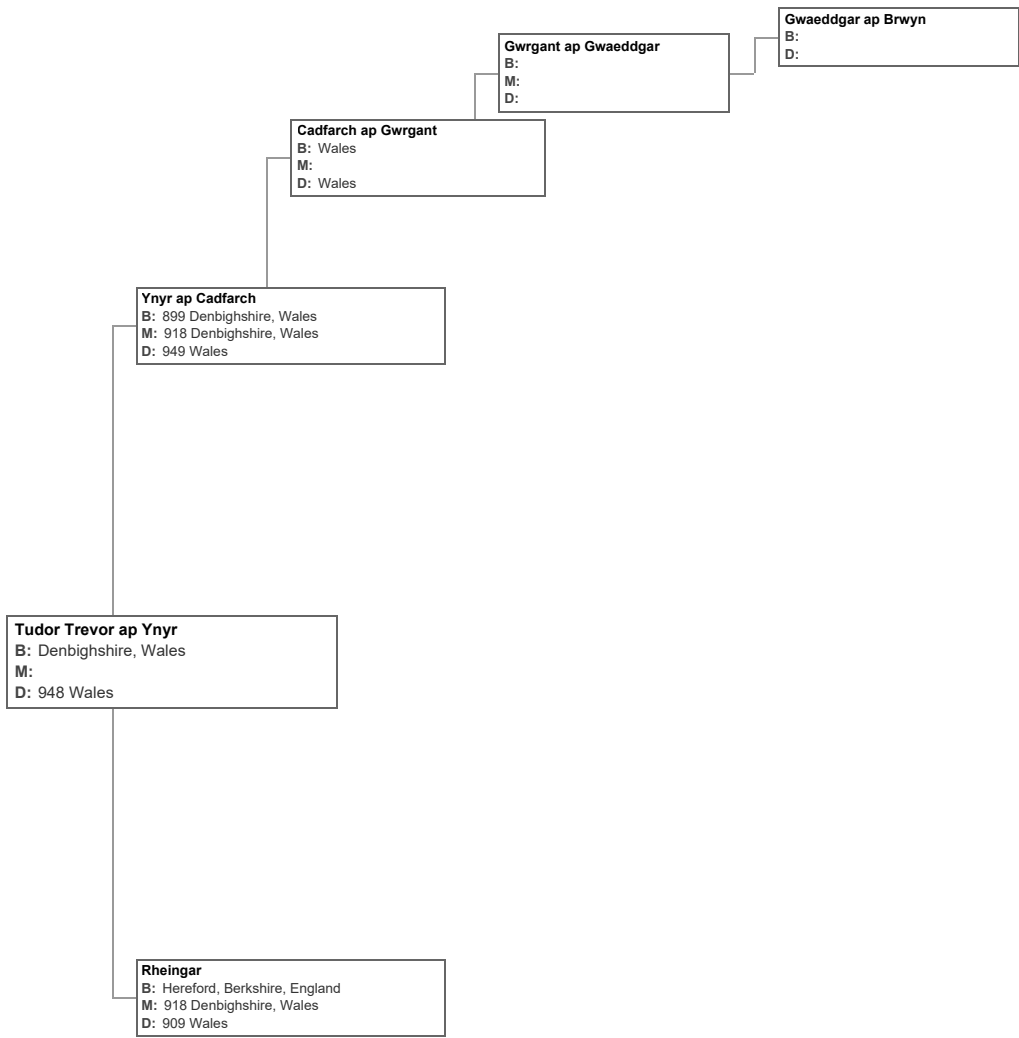 Gwaeddgar ap Brwyn
B:
D:
Gwrgant ap Gwaeddgar
B:
M:
D:
Cadfarch ap Gwrgant
B: Wales
M:
D: Wales
Ynyr ap Cadfarch
B: 899 Denbighshire, Wales
M: 918 Denbighshire, Wales
D: 949 Wales
Tudor Trevor ap Ynyr
B: Denbighshire, Wales
M:
D: 948 Wales
Rheingar
B: Hereford, Berkshire, England
M: 918 Denbighshire, Wales
D: 909 Wales